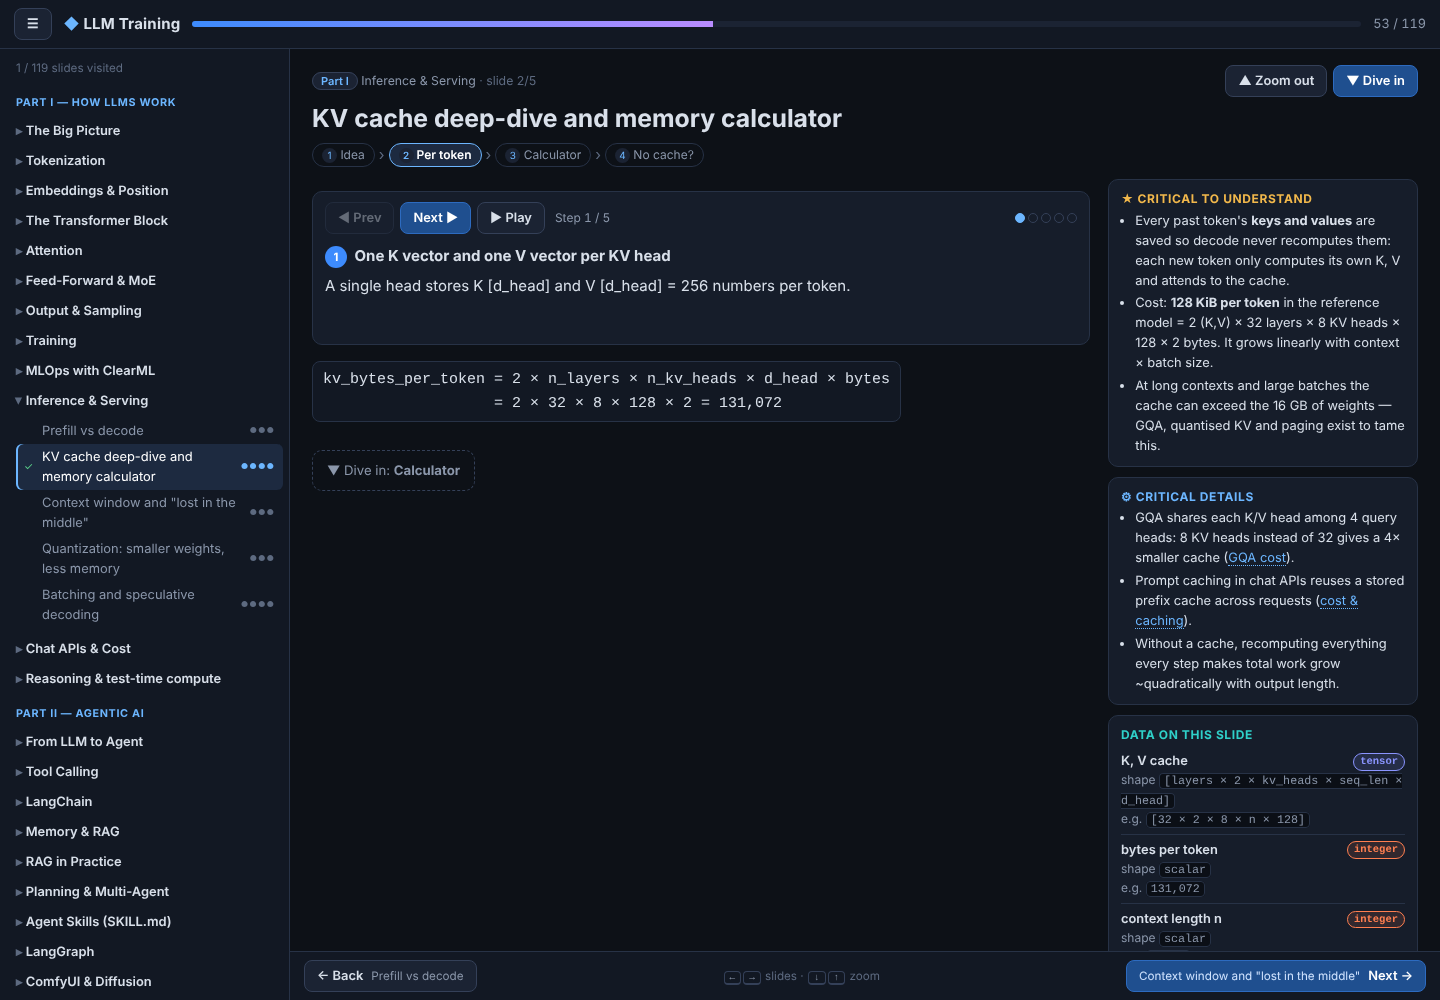 ☰
◆ LLM Training
53 / 119
1 / 119 slides visited
PART I — HOW LLMS WORK
▸ The Big Picture
▸ Tokenization
▸ Embeddings & Position
▸ The Transformer Block
▸ Attention
▸ Feed-Forward & MoE
▸ Output & Sampling
▸ Training
▸ MLOps with ClearML
▾ Inference & Serving
Prefill vs decode
✓ KV cache deep-dive and
memory calculator
Context window and "lost in the
middle"
Quantization: smaller weights,
less memory
Batching and speculative
decoding
▸ Chat APIs & Cost
▸ Reasoning & test-time compute
PART II — AGENTIC AI
▸ From LLM to Agent
▸ Tool Calling
▸ LangChain
▸ Memory & RAG
▸ RAG in Practice
▸ Planning & Multi-Agent
▸ Agent Skills (SKILL.md)
▸ LangGraph
▸ ComfyUI & Diffusion
Part I Inference & Serving · slide 2/5
▲ Zoom out
▼ Dive in
KV cache deep-dive and memory calculator
1 Idea › 2 Per token › 3 Calculator › 4 No cache?
◀ Prev
Next ▶
▶ Play
Step 1 / 5
1 One K vector and one V vector per KV head
A single head stores K [d_head] and V [d_head] = 256 numbers per token.
kv_bytes_per_token = 2 × n_layers × n_kv_heads × d_head × bytes
= 2 × 32 × 8 × 128 × 2 = 131,072
▼ Dive in: Calculator
★ CRITICAL TO UNDERSTAND
• Every past token's keys and values are
saved so decode never recomputes them:
each new token only computes its own K, V
and attends to the cache.
• Cost: 128 KiB per token in the reference
model = 2 (K,V) × 32 layers × 8 KV heads ×
128 × 2 bytes. It grows linearly with context
× batch size.
• At long contexts and large batches the
cache can exceed the 16 GB of weights —
GQA, quantised KV and paging exist to tame
this.
⚙ CRITICAL DETAILS
• GQA shares each K/V head among 4 query
heads: 8 KV heads instead of 32 gives a 4×
smaller cache (GQA cost).
• Prompt caching in chat APIs reuses a stored
prefix cache across requests (cost &
caching).
• Without a cache, recomputing everything
every step makes total work grow
~quadratically with output length.
DATA ON THIS SLIDE
K, V cache tensor
shape [layers × 2 × kv_heads × seq_len ×
d_head]
e.g. [32 × 2 × 8 × n × 128]
bytes per token integer
shape scalar
e.g. 131,072
context length n integer
shape scalar
← Back Prefill vs decode
← → slides · ↓ ↑ zoom
Context window and "lost in the middle" Next →